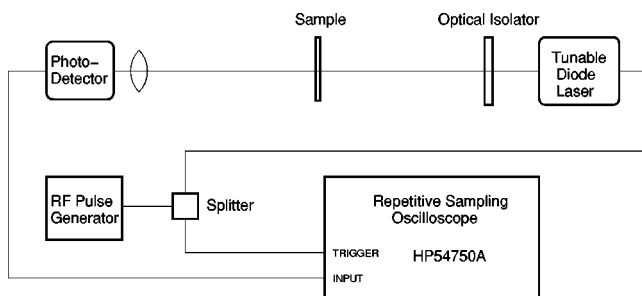 Sample
Optical Isolator
Photo-
Detector
Tunable
Diode
Laser
RF Pulse
Generator
Splitter
Repetitive Sampling
Oscilloscope
HP54750A
TRIGGER
INPUT